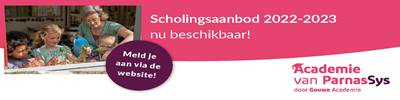 Scholingsaanbod 2022-2023
nu beschikbaar!
Meld je
aan via de
website!
Academie
van ParnasSys
door Gouwe Academie